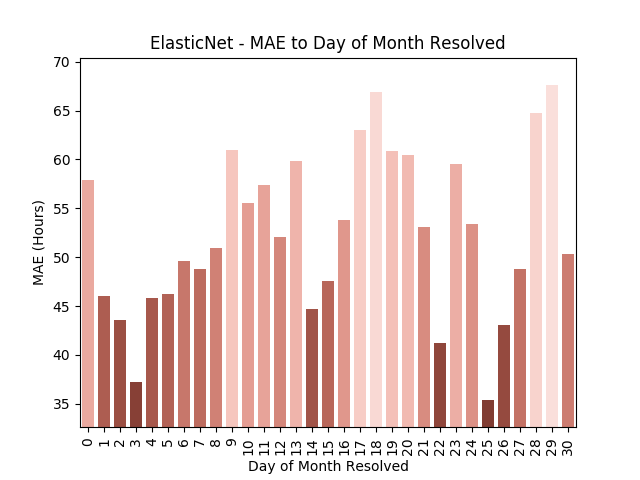 ElasticNet - MAE to Day of Month Resolved
70
65
60
55
50
45
40
35
MAE (Hours)
0 1 2 3 4 5 6 7 8 9 10 11 12 13 14 15 16 17 18 19 20 21 22 23 24 25 26 27 28 29 30
Day of Month Resolved